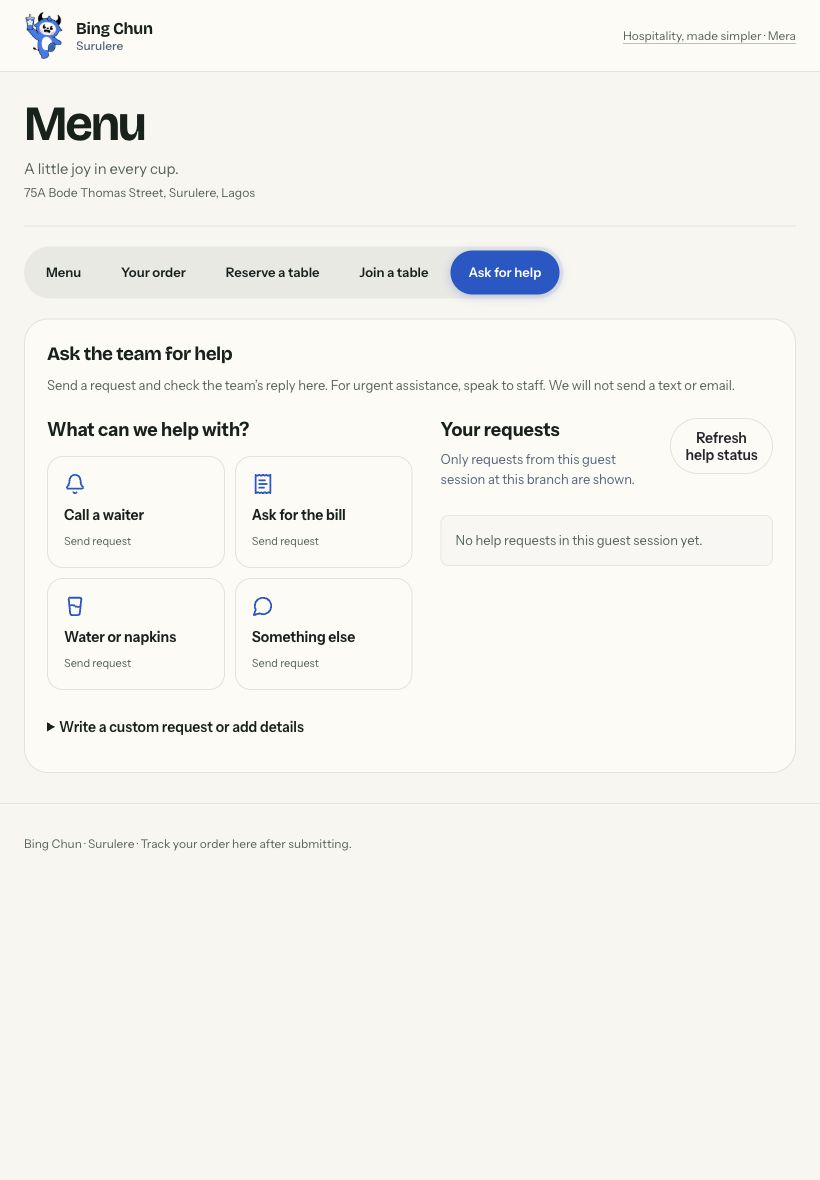 Bing Chun
Surulere
Hospitality, made simpler · Mera
Menu
A little joy in every cup.
75A Bode Thomas Street, Surulere, Lagos
Menu
Your order
Reserve a table
Join a table
Ask for help
Ask the team for help
Send a request and check the team's reply here. For urgent assistance, speak to staff. We will not send a text or email.
What can we help with?
Call a waiter
Send request
Ask for the bill
Send request
Water or napkins
Send request
Something else
Send request
Write a custom request or add details
Your requests
Only requests from this guest
session at this branch are shown.
Refresh
help status
No help requests in this guest session yet.
Bing Chun · Surulere · Track your order here after submitting.